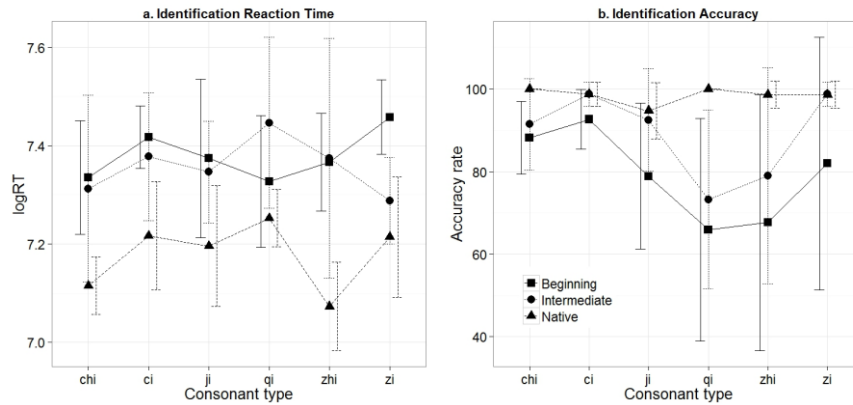 a. Identification Reaction Time
logRT
7.6
7.4
7.2
7.0
chi ci ji qi zhi zi
Consonant type
b. Identification Accuracy
Accuracy rate
100
80
60
40
Beginning
Intermediate
Native
chi ci ji qi zhi zi
Consonant type